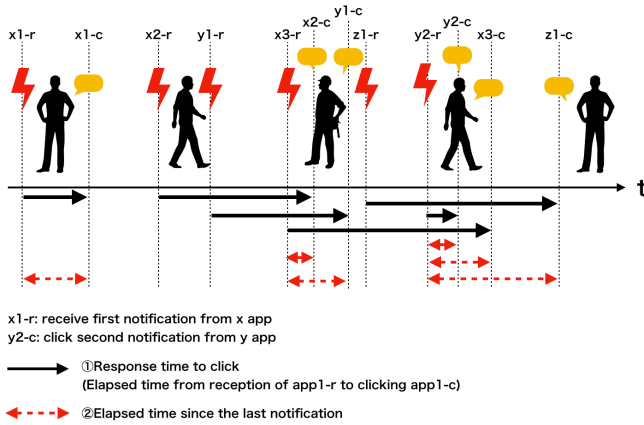 y1-c
x2-c
x1-r x1-c x2-r y1-r x3-r z1-r y2-r y2-c x3-c z1-c
t
x1-r: receive first notification from x app
y2-c: click second notification from y app
①Response time to click
(Elapsed time from reception of app1-r to clicking app1-c)
②Elapsed time since the last notification